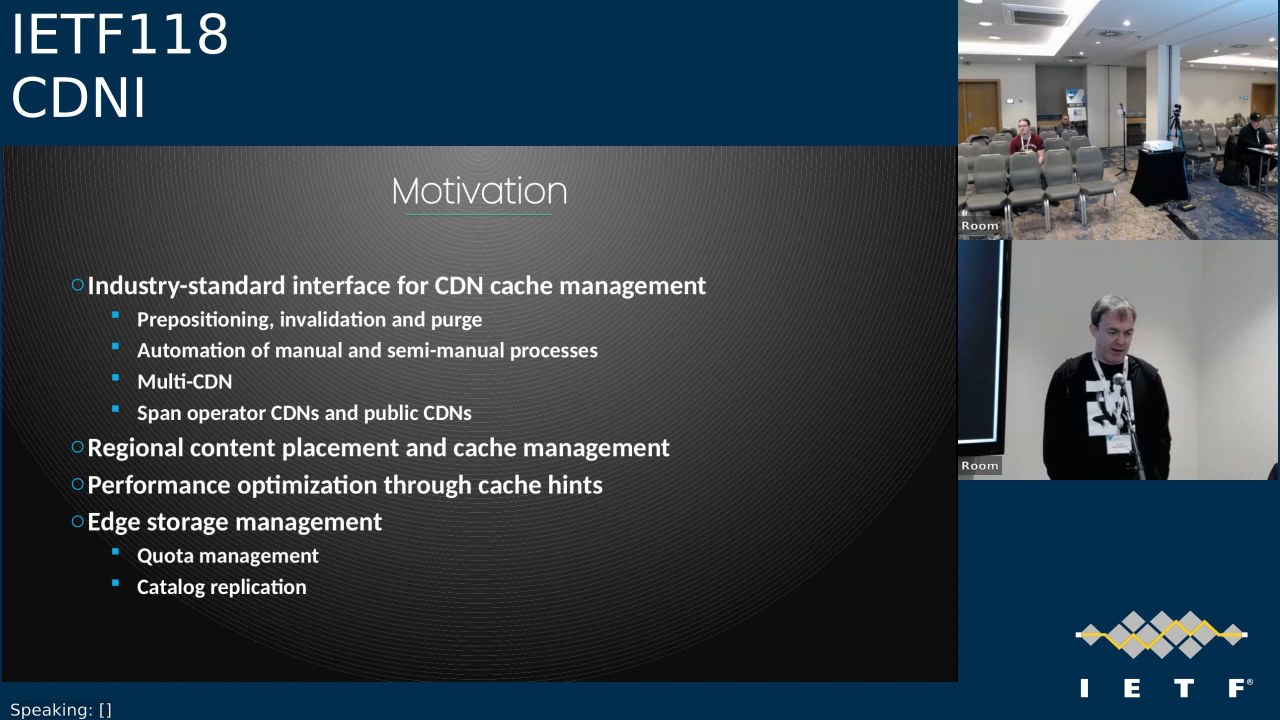 IETF118
CDNI
Motivation
Industry-standard interface for CDN cache management
Prepositioning, invalidation and purge
Automation of manual and semi-manual processes
Multi-CDN
Span operator CDNs and public CDNs
Regional content placement and cache management
Performance optimization through cache hints
Edge storage management
Quota management
Catalog replication
Room
Room
I E T F®
Speaking: []